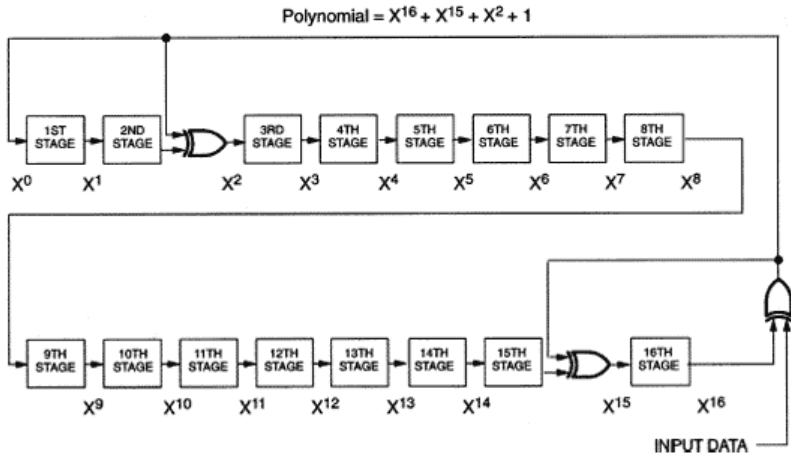 Polynomial = X16 + X15 + X2 + 1
1ST STAGE
2ND STAGE
3RD STAGE
4TH STAGE
5TH STAGE
6TH STAGE
7TH STAGE
8TH STAGE
X0 X1 X2 X3 X4 X5 X6 X7 X8
9TH STAGE
10TH STAGE
11TH STAGE
12TH STAGE
13TH STAGE
14TH STAGE
15TH STAGE
16TH STAGE
X9 X10 X11 X12 X13 X14 X15 X16
INPUT DATA